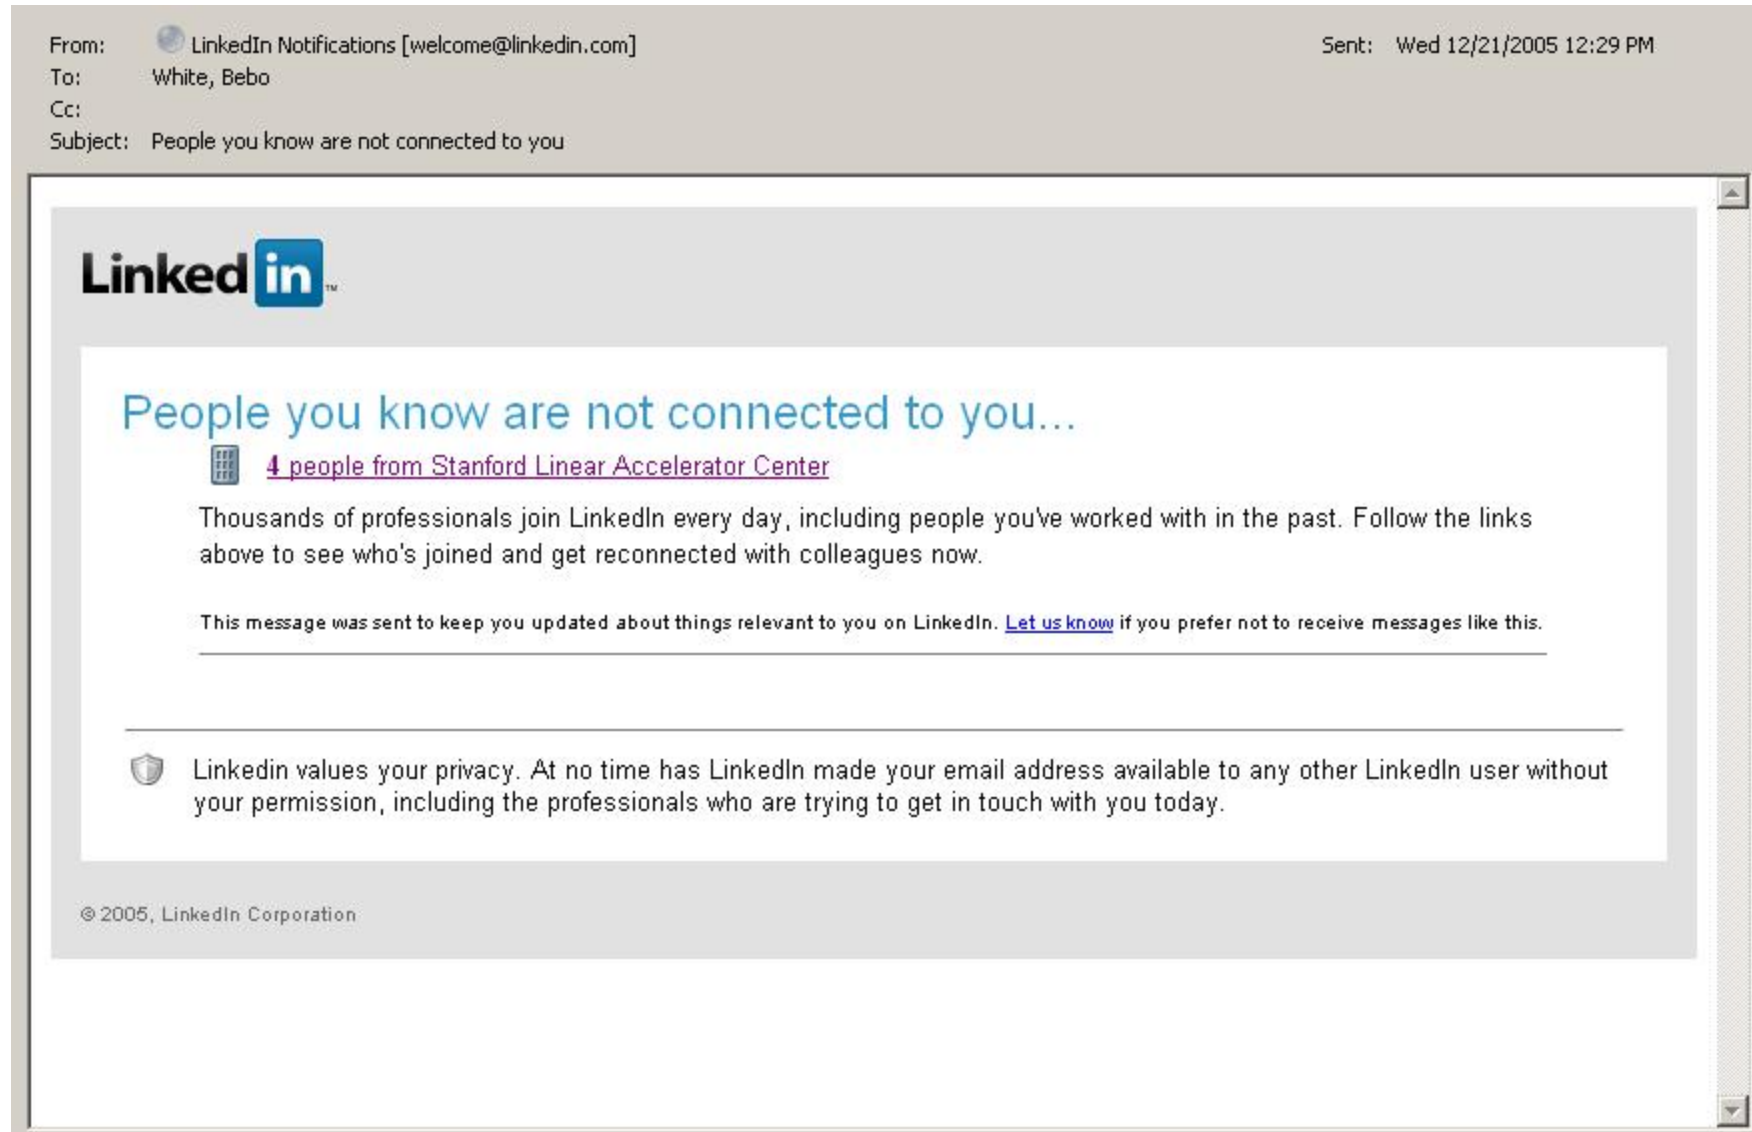 From: LinkedIn Notifications [welcome@linkedin.com] Sent: Wed 12/21/2005 12:29 PM
To: White, Bebo
Cc:
Subject: People you know are not connected to you
Linked in ™
People you know are not connected to you...
4 people from Stanford Linear Accelerator Center
Thousands of professionals join LinkedIn every day, including people you've worked with in the past. Follow the links
above to see who's joined and get reconnected with colleagues now.
This message was sent to keep you updated about things relevant to you on LinkedIn. Let us know if you prefer not to receive messages like this.
Linkedin values your privacy. At no time has LinkedIn made your email address available to any other LinkedIn user without
your permission, including the professionals who are trying to get in touch with you today.
© 2005, LinkedIn Corporation